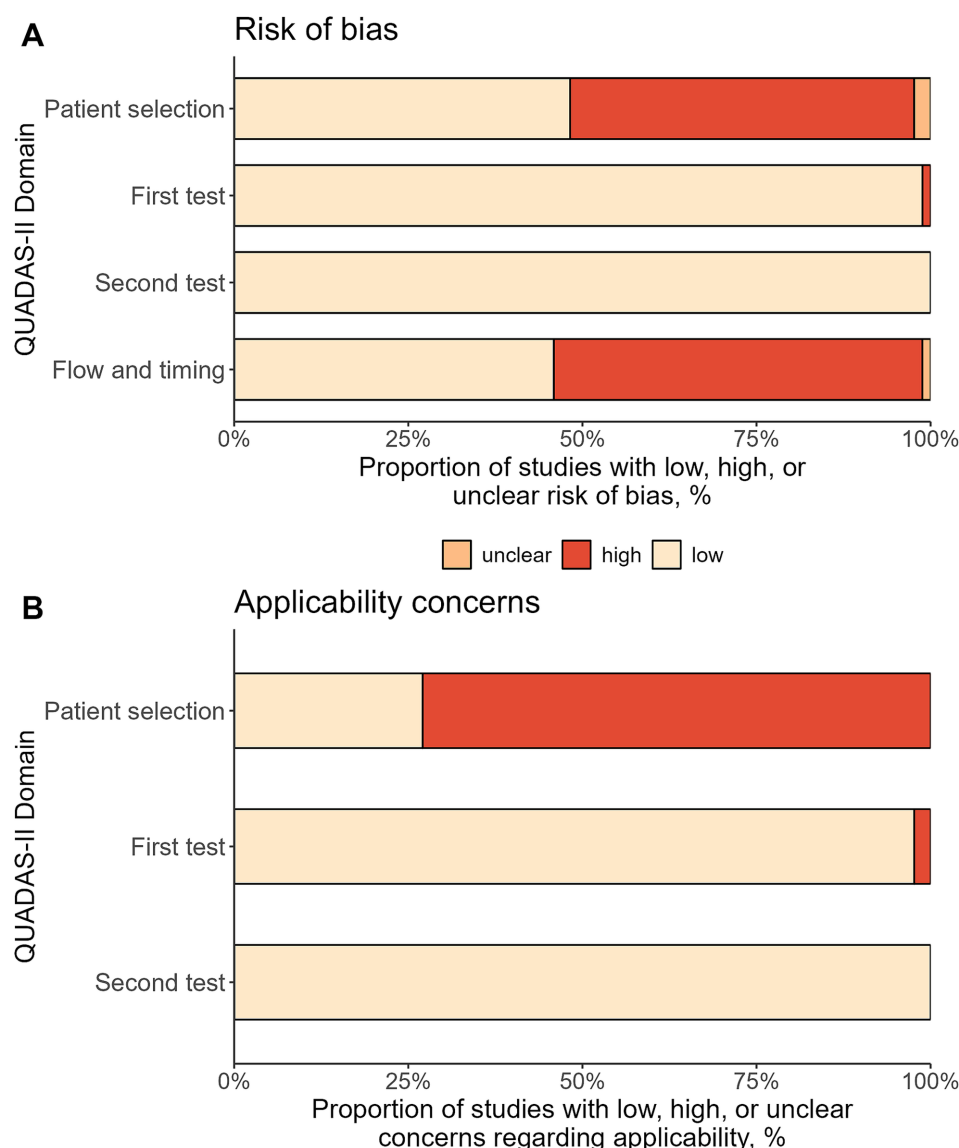 A
Risk of bias
QUADAS-II Domain
Patient selection
First test
Second test
Flow and timing
0% 25% 50% 75% 100%
Proportion of studies with low, high, or
unclear risk of bias, %
unclear high low
B
Applicability concerns
QUADAS-II Domain
Patient selection
First test
Second test
0% 25% 50% 75% 100%
Proportion of studies with low, high, or unclear
concerns regarding applicability, %